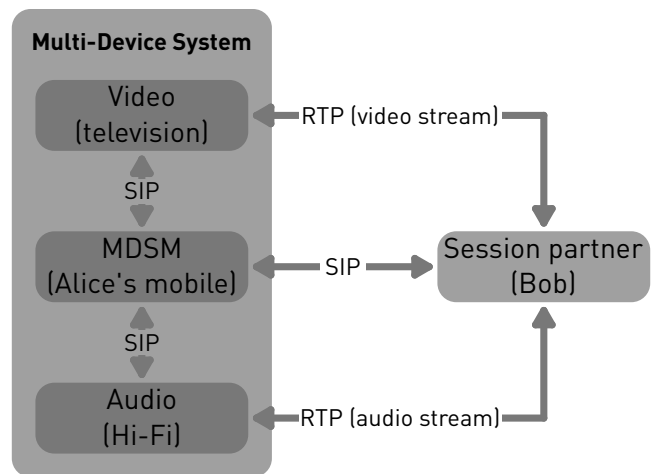 Multi-Device System
Video
(television)
RTP (video stream)
SIP
MDSM
(Alice's mobile)
SIP
Session partner
(Bob)
SIP
Audio
(Hi-Fi)
RTP (audio stream)